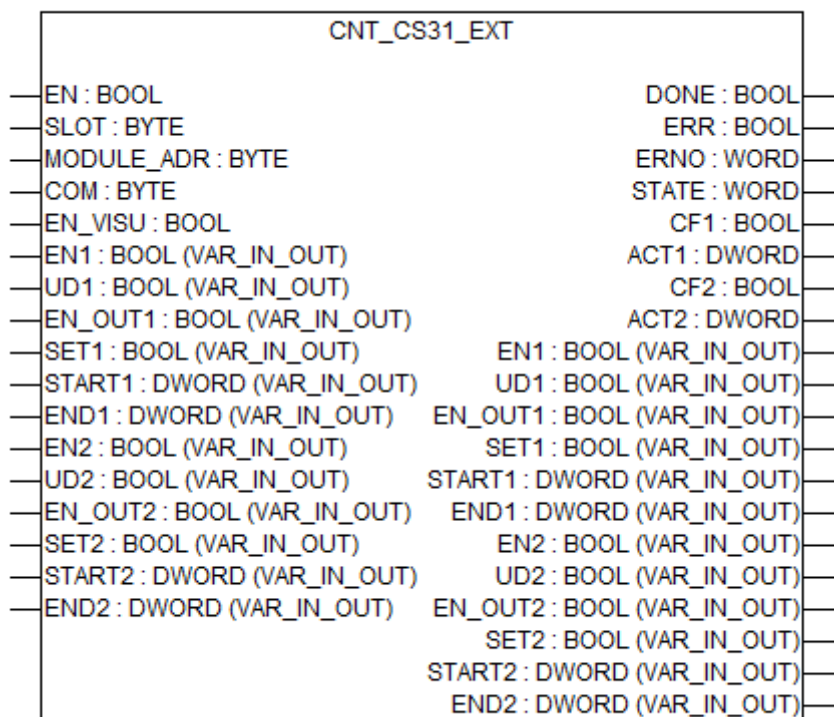 CNT_CS31_EXT
EN : BOOL DONE : BOOL
SLOT : BYTE ERR : BOOL
MODULE_ADR : BYTE ERNO : WORD
COM : BYTE STATE : WORD
EN_VISU : BOOL CF1 : BOOL
EN1 : BOOL (VAR_IN_OUT) ACT1 : DWORD
UD1 : BOOL (VAR_IN_OUT) CF2 : BOOL
EN_OUT1 : BOOL (VAR_IN_OUT) ACT2 : DWORD
SET1 : BOOL (VAR_IN_OUT) EN1 : BOOL (VAR_IN_OUT)
START1 : DWORD (VAR_IN_OUT) UD1 : BOOL (VAR_IN_OUT)
END1 : DWORD (VAR_IN_OUT) EN_OUT1 : BOOL (VAR_IN_OUT)
EN2 : BOOL (VAR_IN_OUT) SET1 : BOOL (VAR_IN_OUT)
UD2 : BOOL (VAR_IN_OUT) START1 : DWORD (VAR_IN_OUT)
EN_OUT2 : BOOL (VAR_IN_OUT) END1 : DWORD (VAR_IN_OUT)
SET2 : BOOL (VAR_IN_OUT) EN2 : BOOL (VAR_IN_OUT)
START2 : DWORD (VAR_IN_OUT) UD2 : BOOL (VAR_IN_OUT)
END2 : DWORD (VAR_IN_OUT) EN_OUT2 : BOOL (VAR_IN_OUT)
SET2 : BOOL (VAR_IN_OUT)
START2 : DWORD (VAR_IN_OUT)
END2 : DWORD (VAR_IN_OUT)